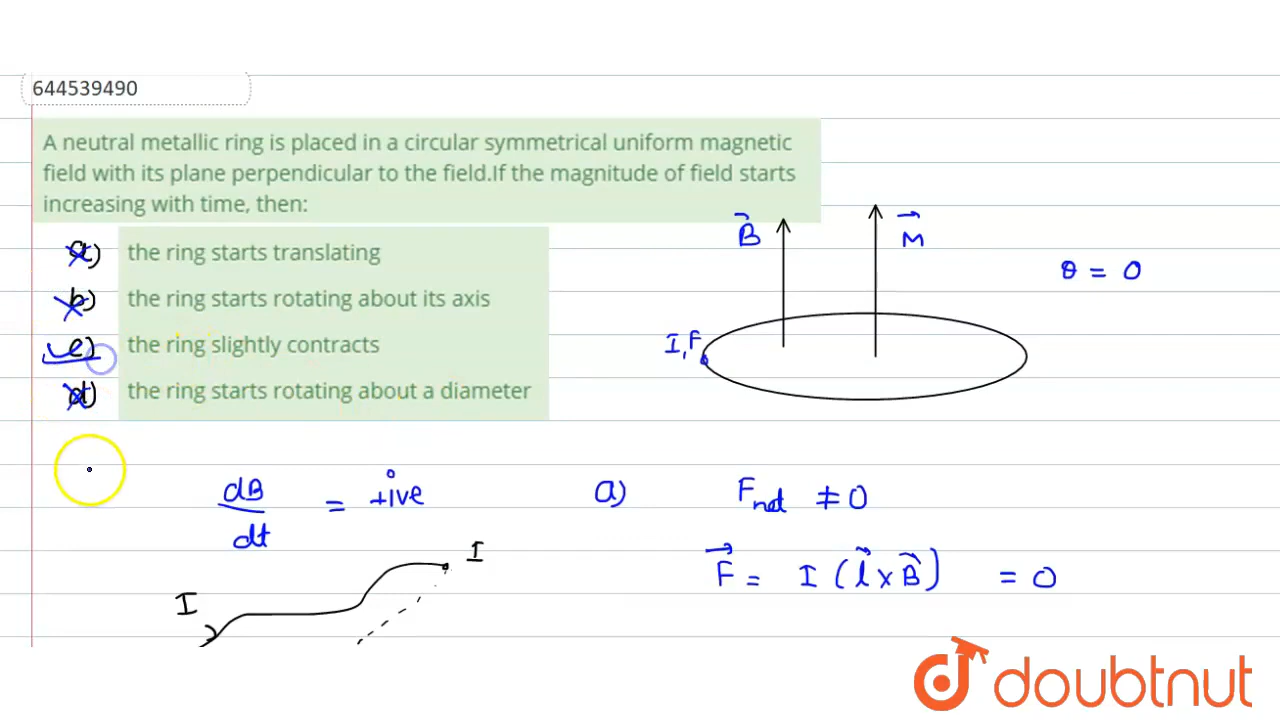 644539490
A neutral metallic ring is placed in a circular symmetrical uniform magnetic
field with its plane perpendicular to the field.If the magnitude of field starts
increasing with time, then:
a) the ring starts translating
b) the ring starts rotating about its axis
c) the ring slightly contracts
d) the ring starts rotating about a diameter
B⃗
M⃗
θ = 0
I, F
dB/dt = +ive
a) Fnet ≠ 0
F⃗ = I (l⃗ × B⃗) = 0
I
I
doubtnut